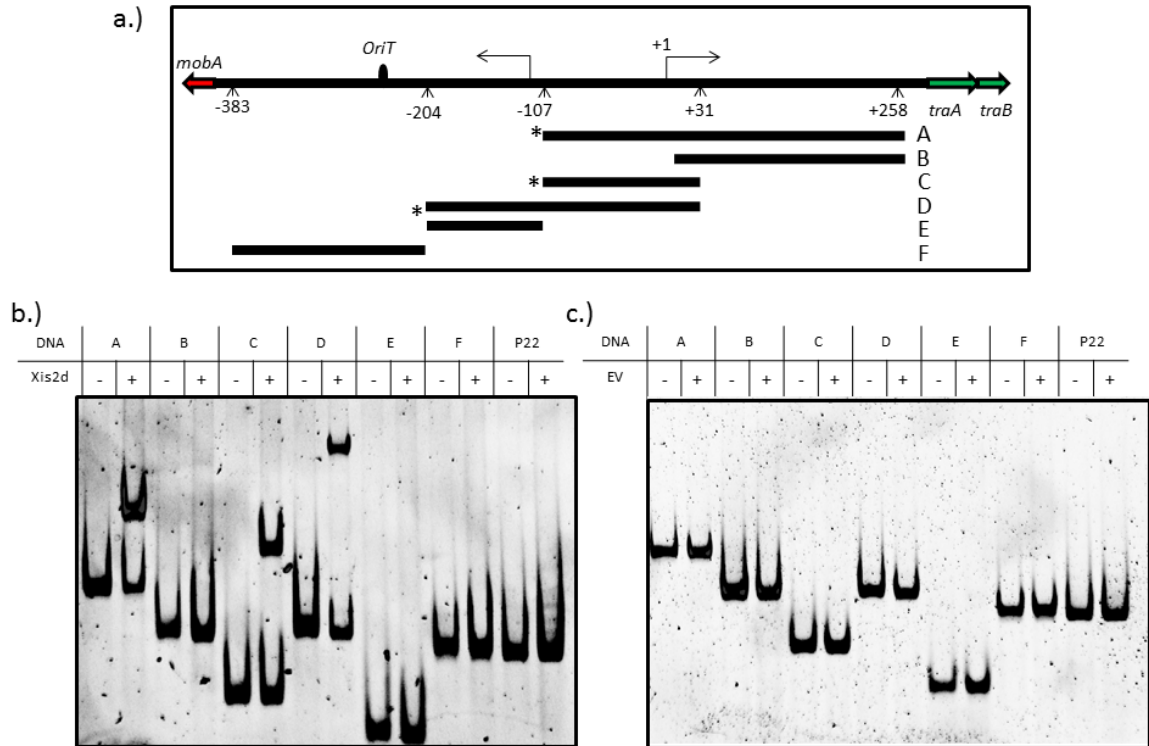 a.)
OriT
+1
mobA
-383
-204
-107
+31
+258
traA
traB
* A
B
* C
* D
E
F
b.)
DNA A B C D E F P22
Xis2d - + - + - + - + - + - + - +
c.)
DNA A B C D E F P22
EV - + - + - + - + - + - + - +